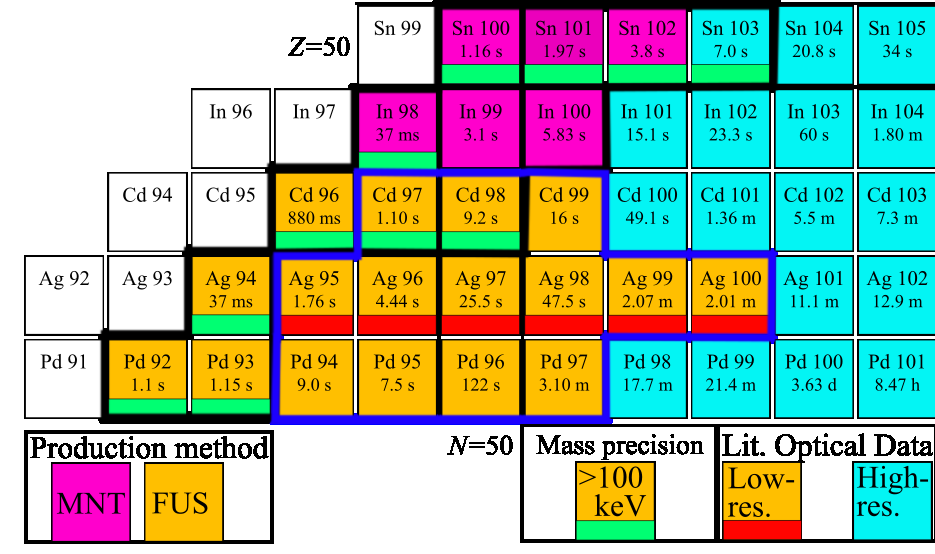 Z=50
Sn 99
Sn 100
1.16 s
Sn 101
1.97 s
Sn 102
3.8 s
Sn 103
7.0 s
Sn 104
20.8 s
Sn 105
34 s
In 96
In 97
In 98
37 ms
In 99
3.1 s
In 100
5.83 s
In 101
15.1 s
In 102
23.3 s
In 103
60 s
In 104
1.80 m
Cd 94
Cd 95
Cd 96
880 ms
Cd 97
1.10 s
Cd 98
9.2 s
Cd 99
16 s
Cd 100
49.1 s
Cd 101
1.36 m
Cd 102
5.5 m
Cd 103
7.3 m
Ag 92
Ag 93
Ag 94
37 ms
Ag 95
1.76 s
Ag 96
4.44 s
Ag 97
25.5 s
Ag 98
47.5 s
Ag 99
2.07 m
Ag 100
2.01 m
Ag 101
11.1 m
Ag 102
12.9 m
Pd 91
Pd 92
1.1 s
Pd 93
1.15 s
Pd 94
9.0 s
Pd 95
7.5 s
Pd 96
122 s
Pd 97
3.10 m
Pd 98
17.7 m
Pd 99
21.4 m
Pd 100
3.63 d
Pd 101
8.47 h
Production method
MNT
FUS
N=50
Mass precision
>100
keV
Lit. Optical Data
Low-
res.
High-
res.